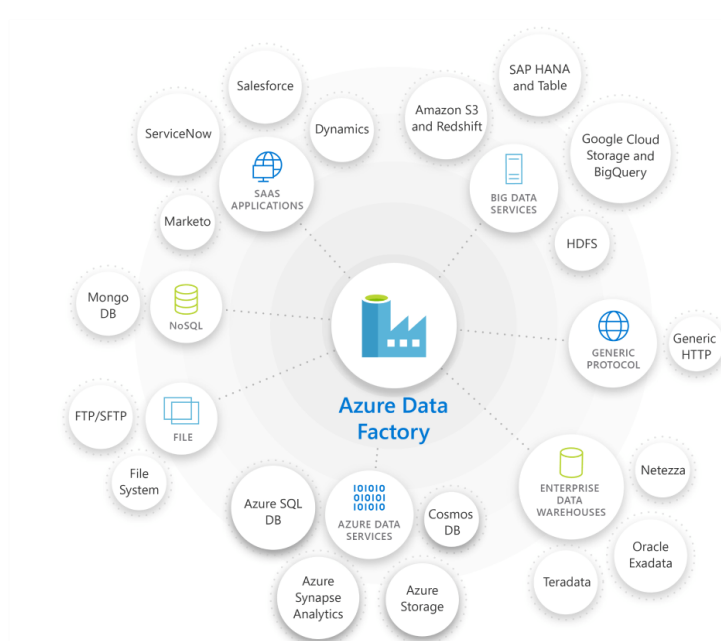 SAP HANA
and Table
Salesforce
Amazon S3
and Redshift
ServiceNow
Dynamics
Google Cloud
Storage and
BigQuery
SAAS
APPLICATIONS
BIG DATA
SERVICES
Marketo
HDFS
Mongo
DB
NoSQL
Generic
HTTP
GENERIC
PROTOCOL
Azure Data
Factory
FTP/SFTP
FILE
File
System
Netezza
ENTERPRISE
DATA
WAREHOUSES
Azure SQL
DB
AZURE DATA
SERVICES
IOIOIO
OIOIOI
IOIOIO
Cosmos
DB
Oracle
Exadata
Teradata
Azure
Synapse
Analytics
Azure
Storage